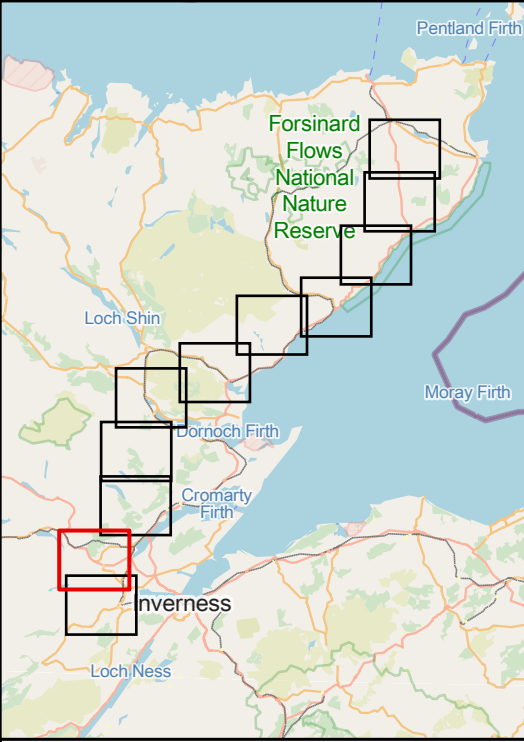 Pentland Firth
Forsinard
Flows
National
Nature
Reserve
Loch Shin
Moray Firth
Dornoch Firth
Cromarty
Firth
Inverness
Loch Ness